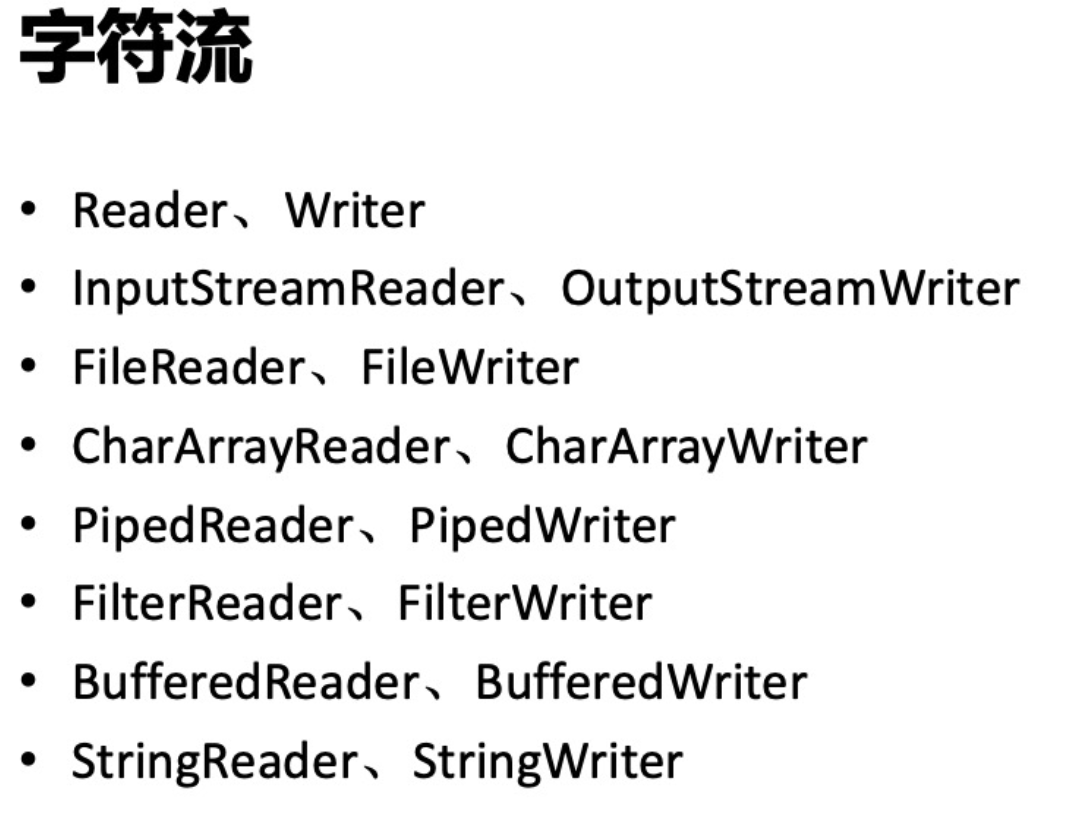 字符流
• Reader、Writer
• InputStreamReader、OutputStreamWriter
• FileReader、FileWriter
• CharArrayReader、CharArrayWriter
• PipedReader、PipedWriter
• FilterReader、FilterWriter
• BufferedReader、BufferedWriter
• StringReader、StringWriter